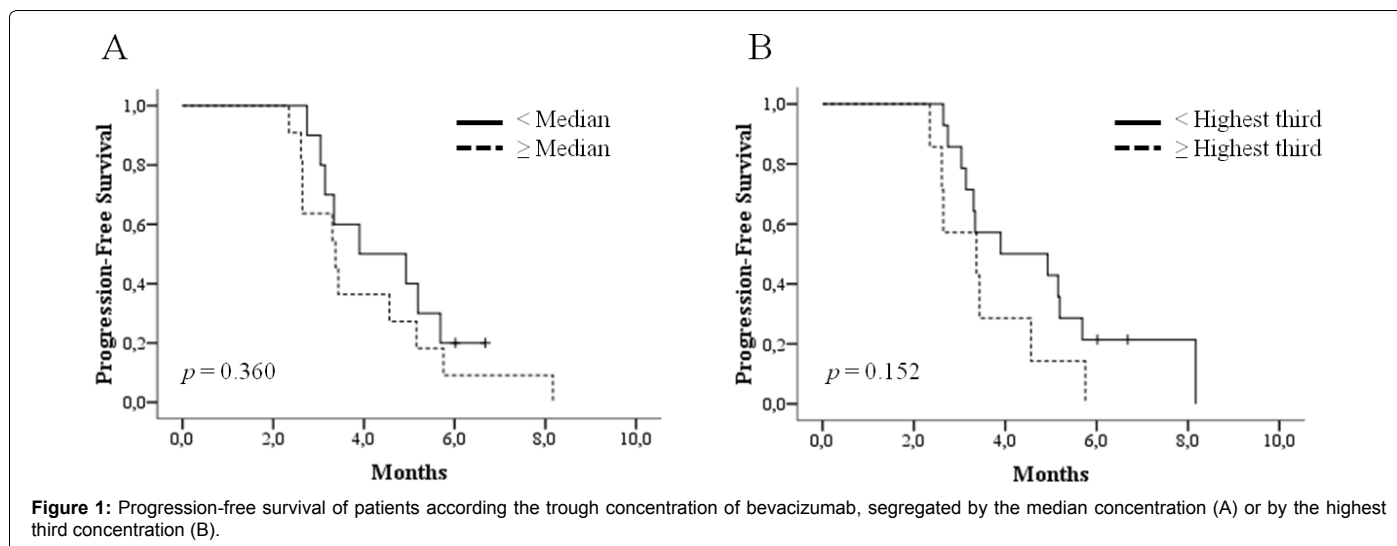 A
Progression-Free Survival
1,0
0,8
0,6
0,4
0,2
0,0
< Median
≥ Median
p = 0.360
0,0 2,0 4,0 6,0 8,0 10,0
Months
B
Progression-Free Survival
1,0
0,8
0,6
0,4
0,2
0,0
< Highest third
≥ Highest third
p = 0.152
0,0 2,0 4,0 6,0 8,0 10,0
Months
Figure 1: Progression-free survival of patients according the trough concentration of bevacizumab, segregated by the median concentration (A) or by the highest
third concentration (B).